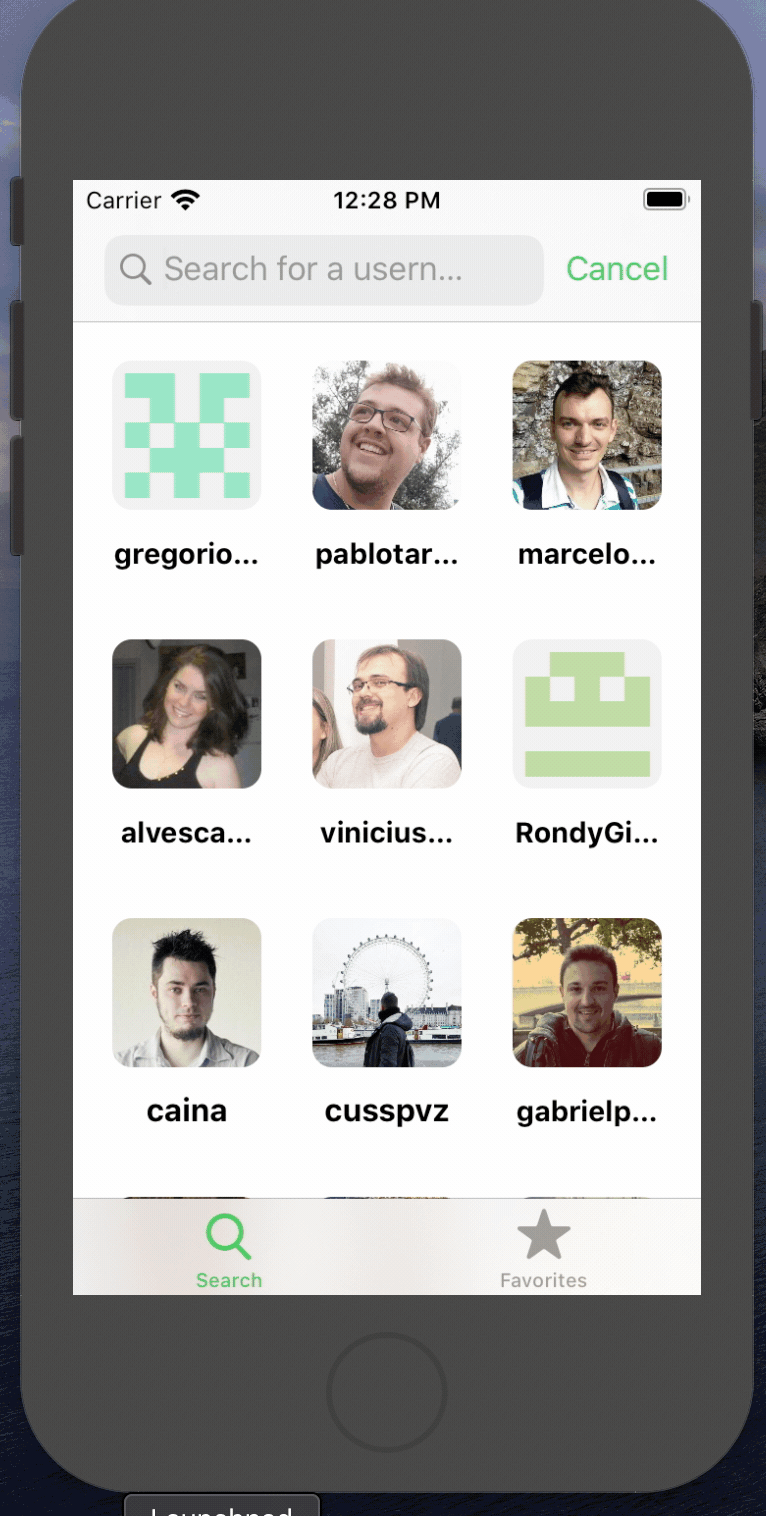 Carrier 12:28 PM
Search for a usern... Cancel
gregorio... pablotar... marcelo...
alvesca... vinicius... RondyGi...
caina cusspvz gabrielp...
Search Favorites
Launchpad